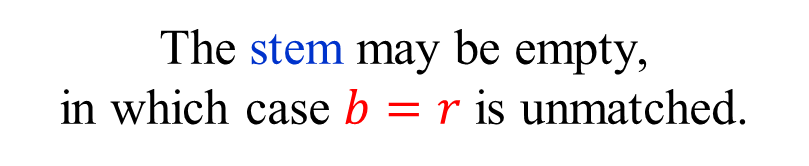 The stem may be empty,
in which case b = r is unmatched.